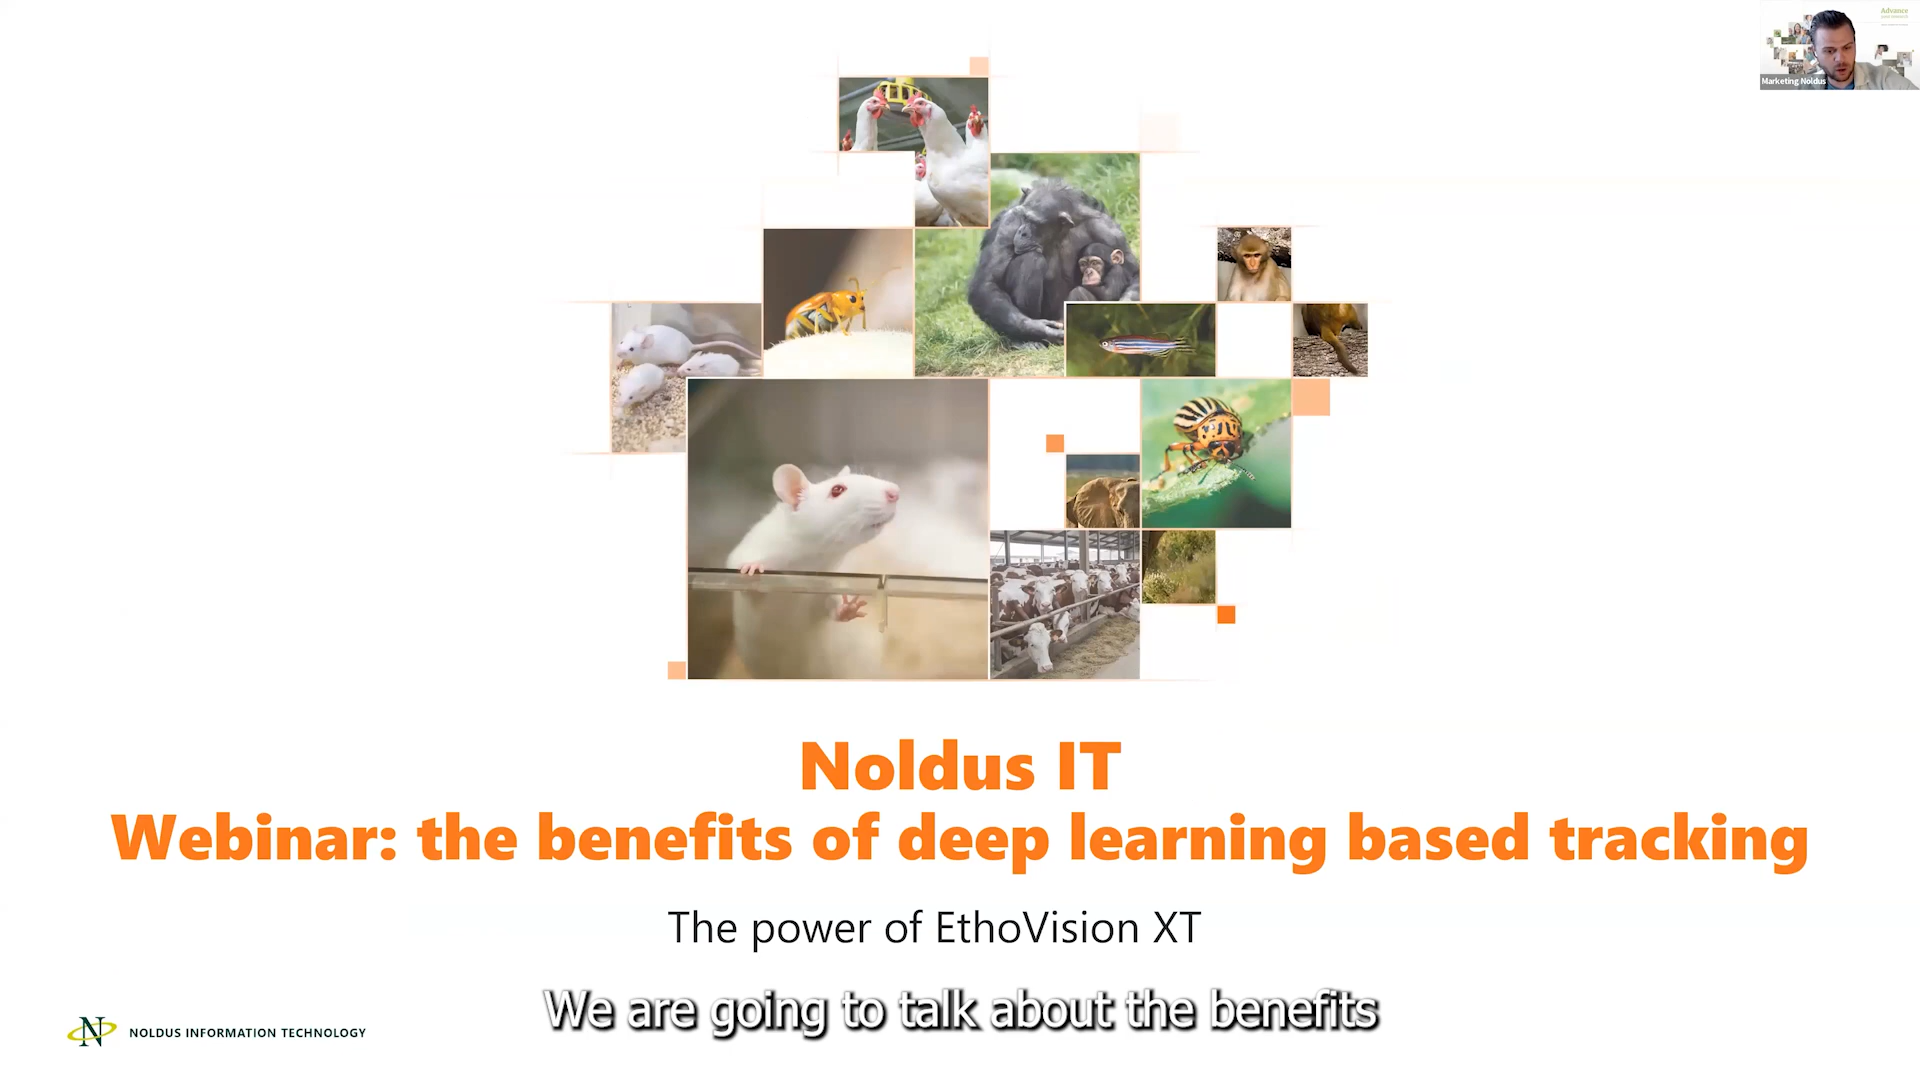 Advance
Marketing Noldus
Noldus IT
Webinar: the benefits of deep learning based tracking
The power of EthoVision XT
We are going to talk about the benefits
N
NOLDUS INFORMATION TECHNOLOGY